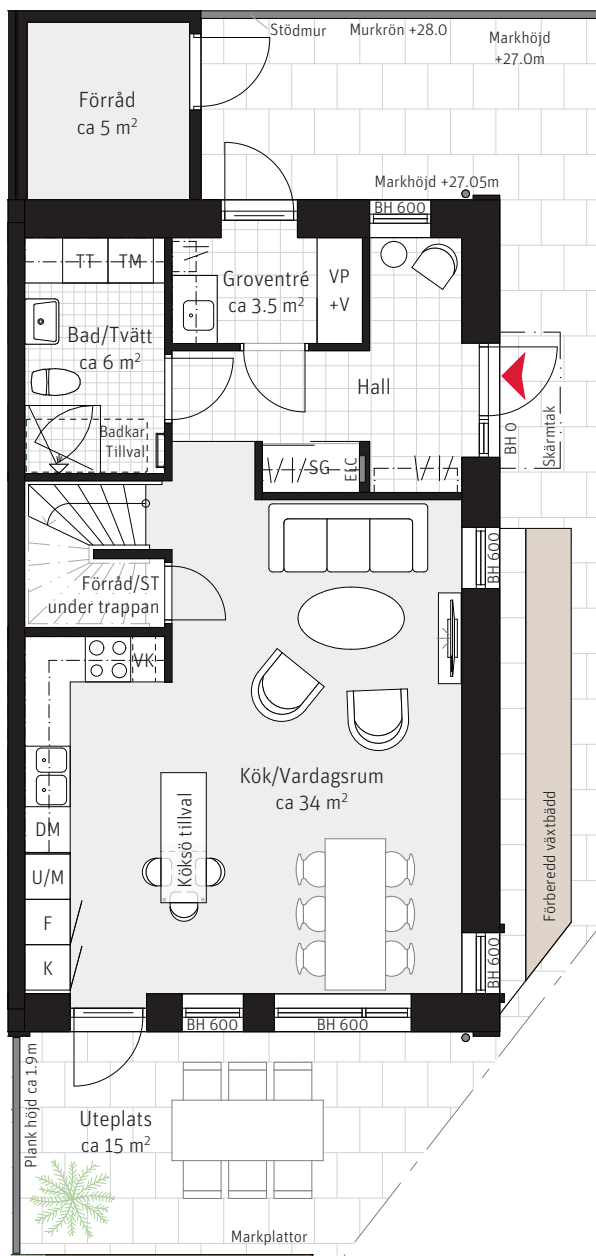 Stödmur
Murkrön +28.0
Markhöjd
+27.0m
Förråd
ca 5 m²
Markhöjd +27.05m
BH 600
TT
TM
Groventré
ca 3.5 m²
VP
+V
Bad/Tvätt
ca 6 m²
Hall
BH 0
Skärmtak
Badkar
Tillval
SG
ELC
BH 600
Förråd/ST
under trappan
VK
Kök/Vardagsrum
ca 34 m²
Köksö tillval
DM
U/M
F
K
Förberedd växtbädd
BH 600
BH 600
BH 600
Plank höjd ca 1.9m
Uteplats
ca 15 m²
Markplattor